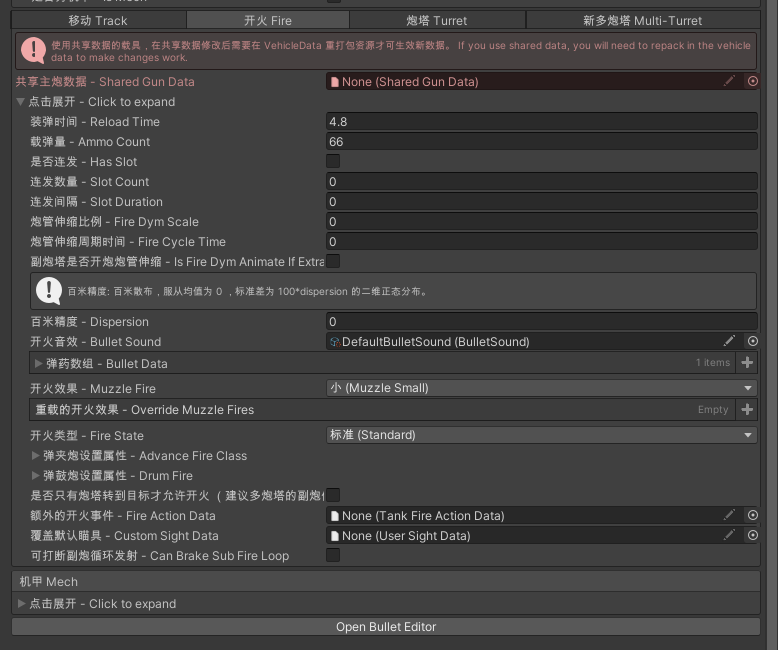 移动 Track
开火 Fire
炮塔 Turret
新多炮塔 Multi-Turret
使用共享数据的载具，在共享数据修改后需要在 VehicleData 重打包资源才可生效新数据。 If you use shared data, you will need to repack in the vehicle
data to make changes work.
共享主炮数据 - Shared Gun Data
None (Shared Gun Data)
点击展开 - Click to expand
装弹时间 - Reload Time
4.8
载弹量 - Ammo Count
66
是否连发 - Has Slot
连发数量 - Slot Count
0
连发间隔 - Slot Duration
0
炮管伸缩比例 - Fire Dym Scale
0
炮管伸缩周期时间 - Fire Cycle Time
0
副炮塔是否开炮炮管伸缩 - Is Fire Dym Animate If Extra
百米精度: 百米散布，服从均值为 0 ，标准差为 100*dispersion 的二维正态分布。
百米精度 - Dispersion
0
开火音效 - Bullet Sound
DefaultBulletSound (BulletSound)
弹药数组 - Bullet Data
1 items
开火效果 - Muzzle Fire
小 (Muzzle Small)
重载的开火效果 - Override Muzzle Fires
Empty
开火类型 - Fire State
标准 (Standard)
弹夹炮设置属性 - Advance Fire Class
弹鼓炮设置属性 - Drum Fire
是否只有炮塔转到目标才允许开火 （ 建议多炮塔的副炮
额外的开火事件 - Fire Action Data
None (Tank Fire Action Data)
覆盖默认瞄具 - Custom Sight Data
None (User Sight Data)
可打断副炮循环发射 - Can Brake Sub Fire Loop
机甲 Mech
点击展开 - Click to expand
Open Bullet Editor